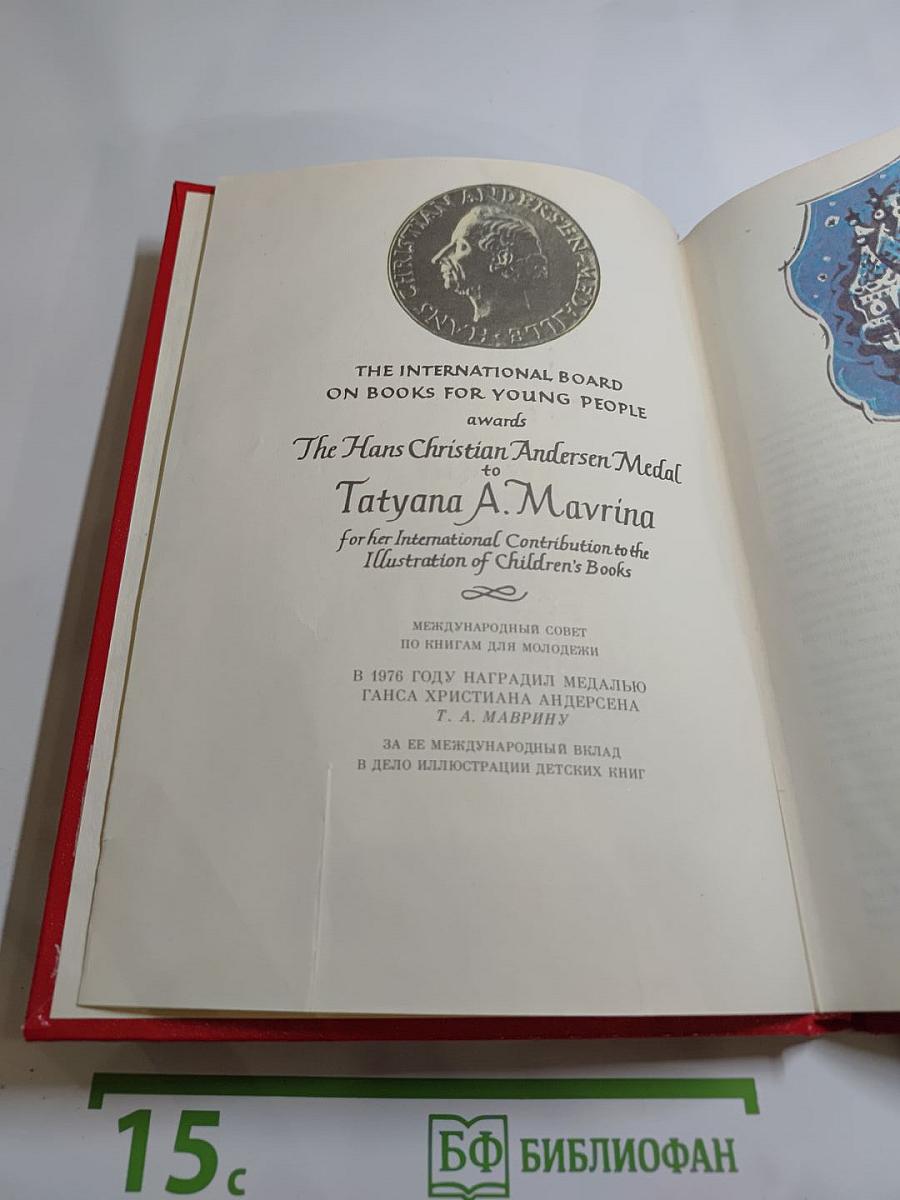 HANS CHRISTIAN ANDERSEN-MEDAILLE
THE INTERNATIONAL BOARD
ON BOOKS FOR YOUNG PEOPLE
awards
The Hans Christian Andersen Medal
to
Tatyana A. Mavrina
for her International Contribution to the
Illustration of Children's Books
МЕЖДУНАРОДНЫЙ СОВЕТ
ПО КНИГАМ ДЛЯ МОЛОДЕЖИ
В 1976 ГОДУ НАГРАДИЛ МЕДАЛЬЮ
ГАНСА ХРИСТИАНА АНДЕРСЕНА
Т. А. МАВРИНУ
ЗА ЕЕ МЕЖДУНАРОДНЫЙ ВКЛАД
В ДЕЛО ИЛЛЮСТРАЦИИ ДЕТСКИХ КНИГ
15 с
БФ БИБЛИОФАН